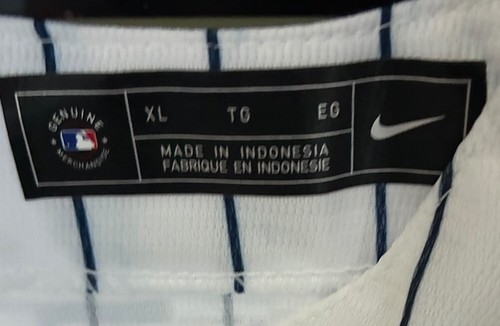 GENUINE
MERCHANDISE
XL TG EG
MADE IN INDONESIA
FABRIQUE EN INDONESIE